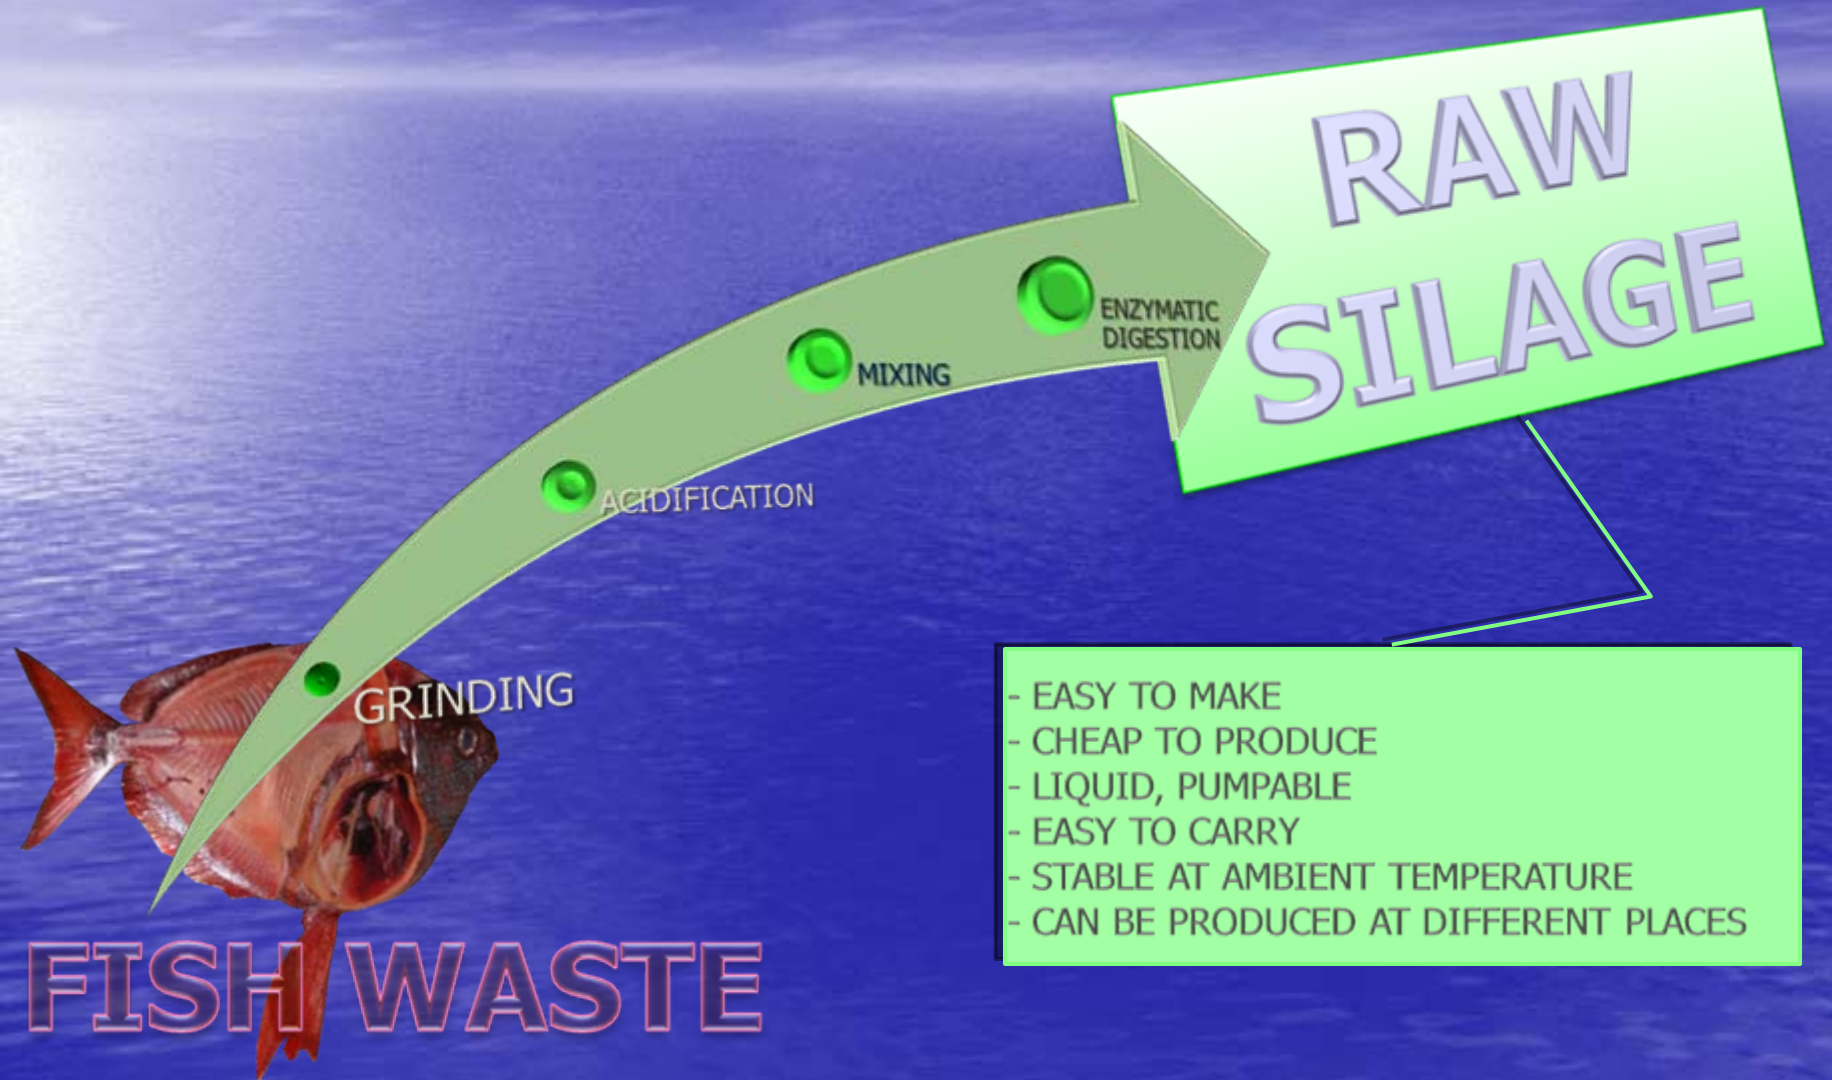 RAW
SILAGE
ENZYMATIC
DIGESTION
MIXING
ACIDIFICATION
GRINDING
FISH WASTE
- EASY TO MAKE
- CHEAP TO PRODUCE
- LIQUID, PUMPABLE
- EASY TO CARRY
- STABLE AT AMBIENT TEMPERATURE
- CAN BE PRODUCED AT DIFFERENT PLACES